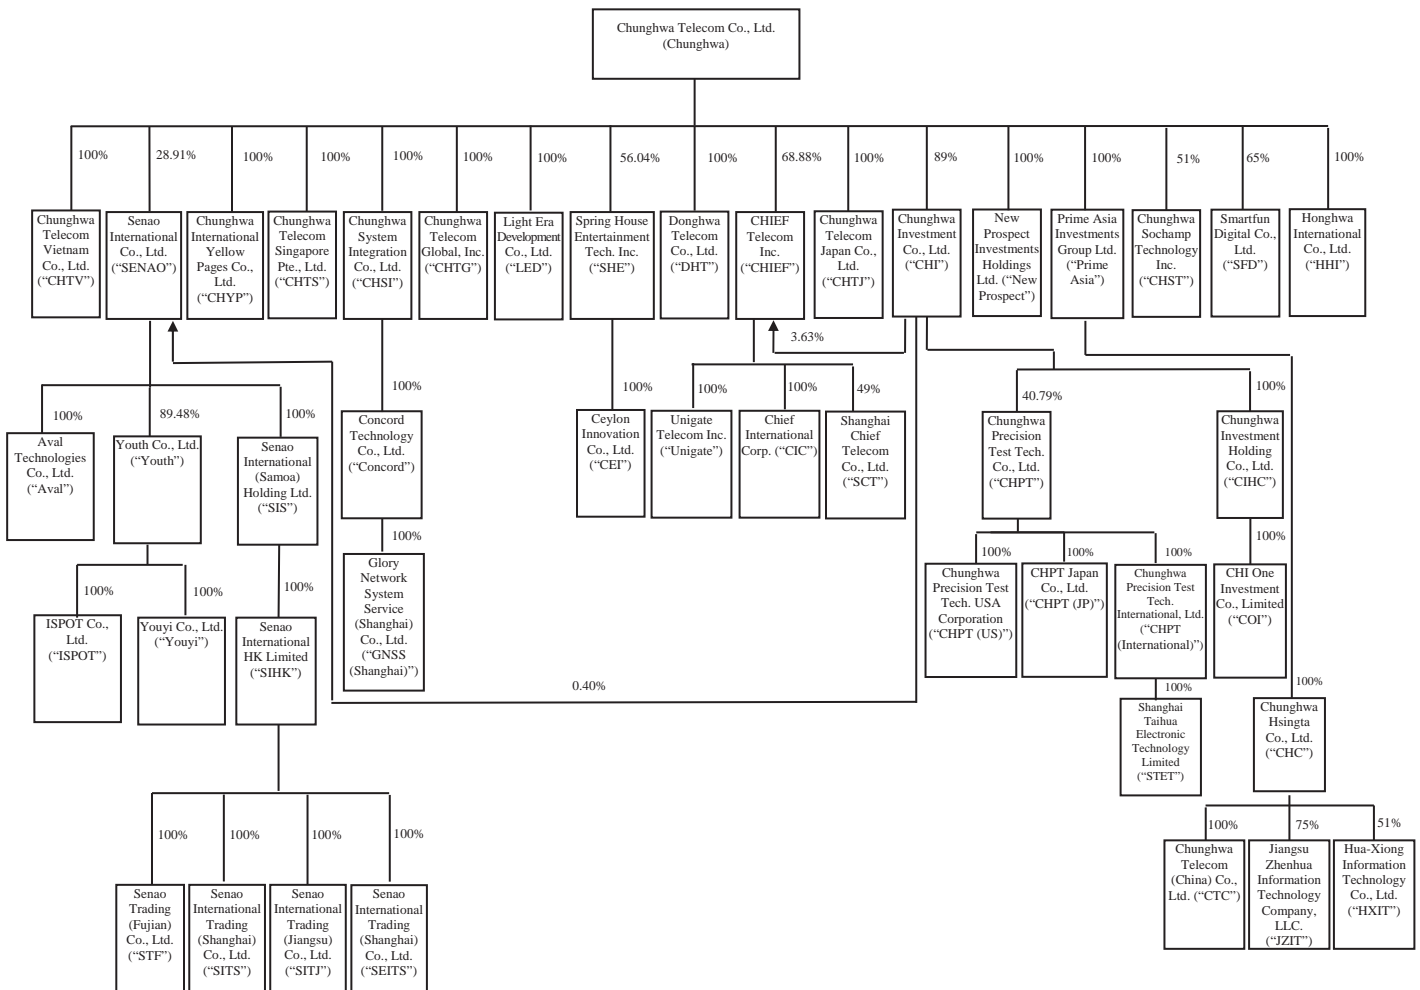 Chunghwa Telecom Co., Ltd.
(Chunghwa)
100%
28.91%
100%
100%
100%
100%
100%
56.04%
100%
68.88%
100%
89%
100%
100%
51%
65%
100%
Chunghwa
Telecom
Vietnam
Co., Ltd.
(“CHTV”)
Senao
International
Co., Ltd.
(“SENAO”)
Chunghwa
International
Yellow
Pages Co.,
Ltd.
(“CHYP”)
Chunghwa
Telecom
Singapore
Pte., Ltd.
(“CHTS”)
Chunghwa
System
Integration
Co., Ltd.
(“CHSI”)
Chunghwa
Telecom
Global, Inc.
(“CHTG”)
Light Era
Development
Co., Ltd.
(“LED”)
Spring House
Entertainment
Tech. Inc.
(“SHE”)
Donghwa
Telecom
Co., Ltd.
(“DHT”)
CHIEF
Telecom
Inc.
(“CHIEF”)
Chunghwa
Telecom
Japan Co.,
Ltd.
(“CHTJ”)
Chunghwa
Investment
Co., Ltd.
(“CHI”)
New
Prospect
Investments
Holdings
Ltd. (“New
Prospect”)
Prime Asia
Investments
Group Ltd.
(“Prime
Asia”)
Chunghwa
Sochamp
Technology
Inc.
(“CHST”)
Smartfun
Digital Co.,
Ltd.
(“SFD”)
Honghwa
International
Co., Ltd.
(“HHI”)
3.63%
100%
89.48%
100%
100%
100%
100%
100%
49%
40.79%
100%
Aval
Technologies
Co., Ltd.
(“Aval”)
Youth Co., Ltd.
(“Youth”)
Senao
International
(Samoa)
Holding Ltd.
(“SIS”)
Concord
Technology
Co., Ltd.
(“Concord”)
Ceylon
Innovation
Co., Ltd.
(“CEI”)
Unigate
Telecom Inc.
(“Unigate”)
Chief
International
Corp. (“CIC”)
Shanghai
Chief
Telecom
Co., Ltd.
(“SCT”)
Chunghwa
Precision
Test Tech.
Co., Ltd.
(“CHPT”)
Chunghwa
Investment
Holding
Co., Ltd.
(“CIHC”)
100%
100%
100%
100%
100%
100%
100%
100%
ISPOT Co.,
Ltd.
(“ISPOT”)
Youyi Co., Ltd.
(“Youyi”)
Senao
International
HK Limited
(“SIHK”)
Glory
Network
System
Service
(Shanghai)
Co., Ltd.
(“GNSS
(Shanghai)”)
Chunghwa
Precision Test
Tech. USA
Corporation
(“CHPT (US)”)
CHPT Japan
Co., Ltd.
(“CHPT (JP)”)
Chunghwa
Precision Test
Tech.
International, Ltd.
(“CHPT
(International)”)
CHI One
Investment
Co., Limited
(“COI”)
0.40%
100%
100%
Shanghai
Taihua
Electronic
Technology
Limited
(“STET”)
Chunghwa
Hsingta
Co., Ltd.
(“CHC”)
100%
100%
100%
100%
100%
75%
51%
Senao
Trading
(Fujian)
Co., Ltd.
(“STF”)
Senao
International
Trading
(Shanghai)
Co., Ltd.
(“SITS”)
Senao
International
Trading
(Jiangsu)
Co., Ltd.
(“SITJ”)
Senao
International
Trading
(Shanghai)
Co., Ltd.
(“SEITS”)
Chunghwa
Telecom
(China) Co.,
Ltd. (“CTC”)
Jiangsu
Zhenhua
Information
Technology
Company,
LLC.
(“JZIT”)
Hua-Xiong
Information
Technology
Co., Ltd.
(“HXIT”)